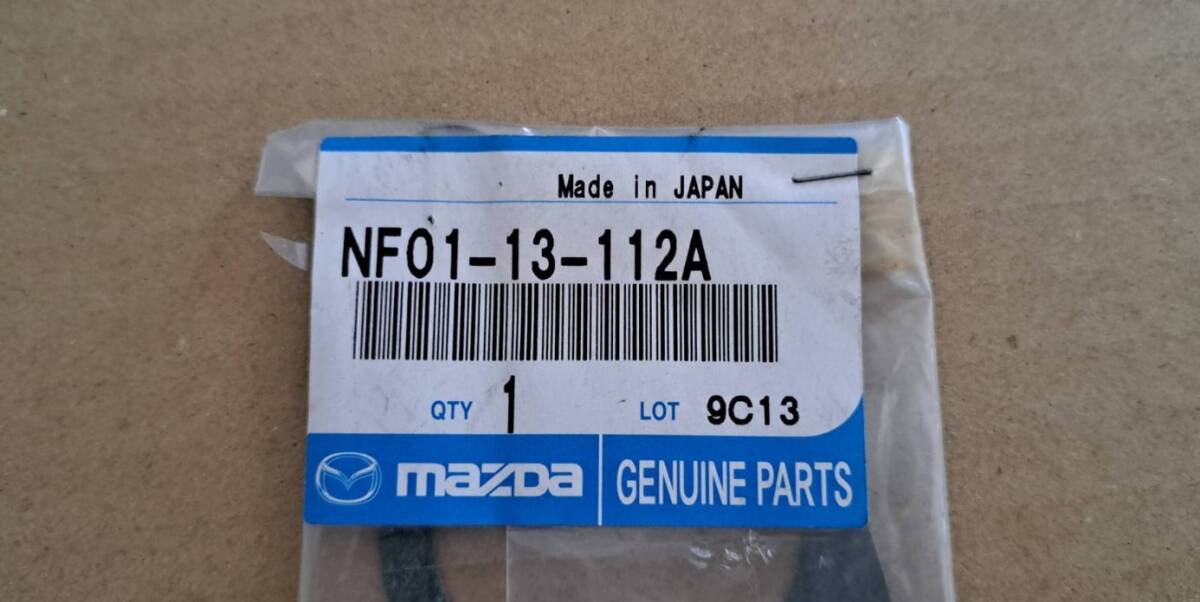 Made in JAPAN
NF01-13-112A
QTY 1 LOT 9C13
mazda GENUINE PARTS